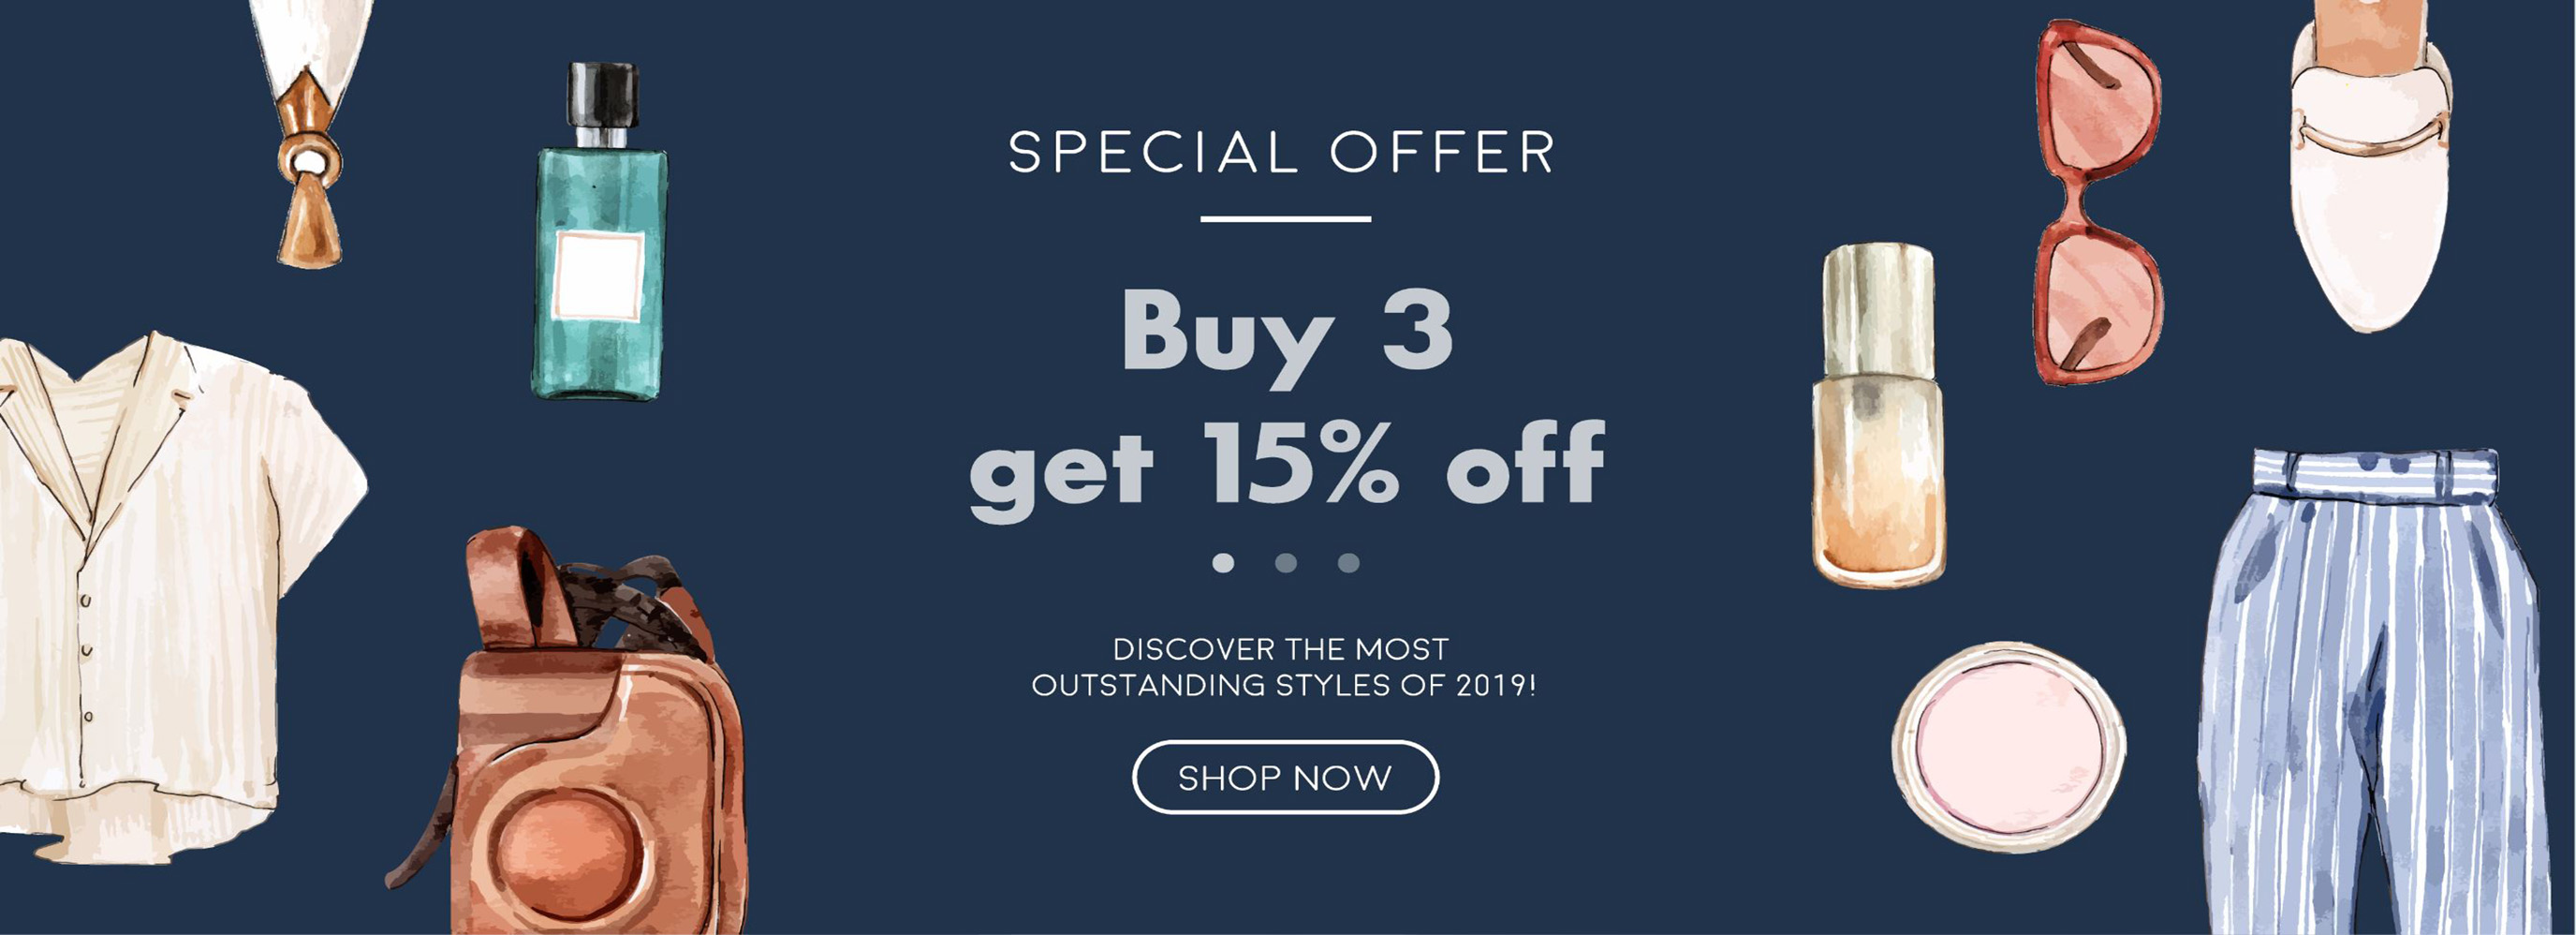 SPECIAL OFFER
Buy 3
get 15% off
DISCOVER THE MOST
OUTSTANDING STYLES OF 2019!
SHOP NOW